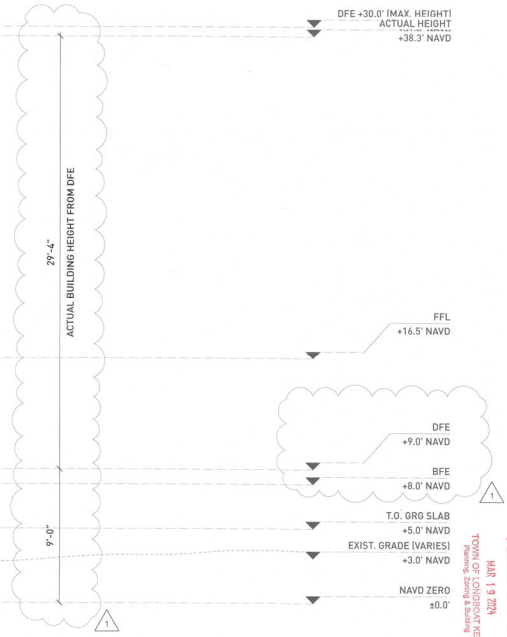 DFE +30.0' (MAX. HEIGHT)
ACTUAL HEIGHT
+38.3' NAVD
29'-4"
ACTUAL BUILDING HEIGHT FROM DFE
FFL
+16.5' NAVD
DFE
+9.0' NAVD
BFE
+8.0' NAVD
1
T.O. GRG SLAB
+5.0' NAVD
9'-0"
EXIST. GRADE (VARIES)
+3.0' NAVD
NAVD ZERO
±0.0'
1
MAR 19 2024
TOWN OF LONGBOAT KE
Planning, Zoning & Building